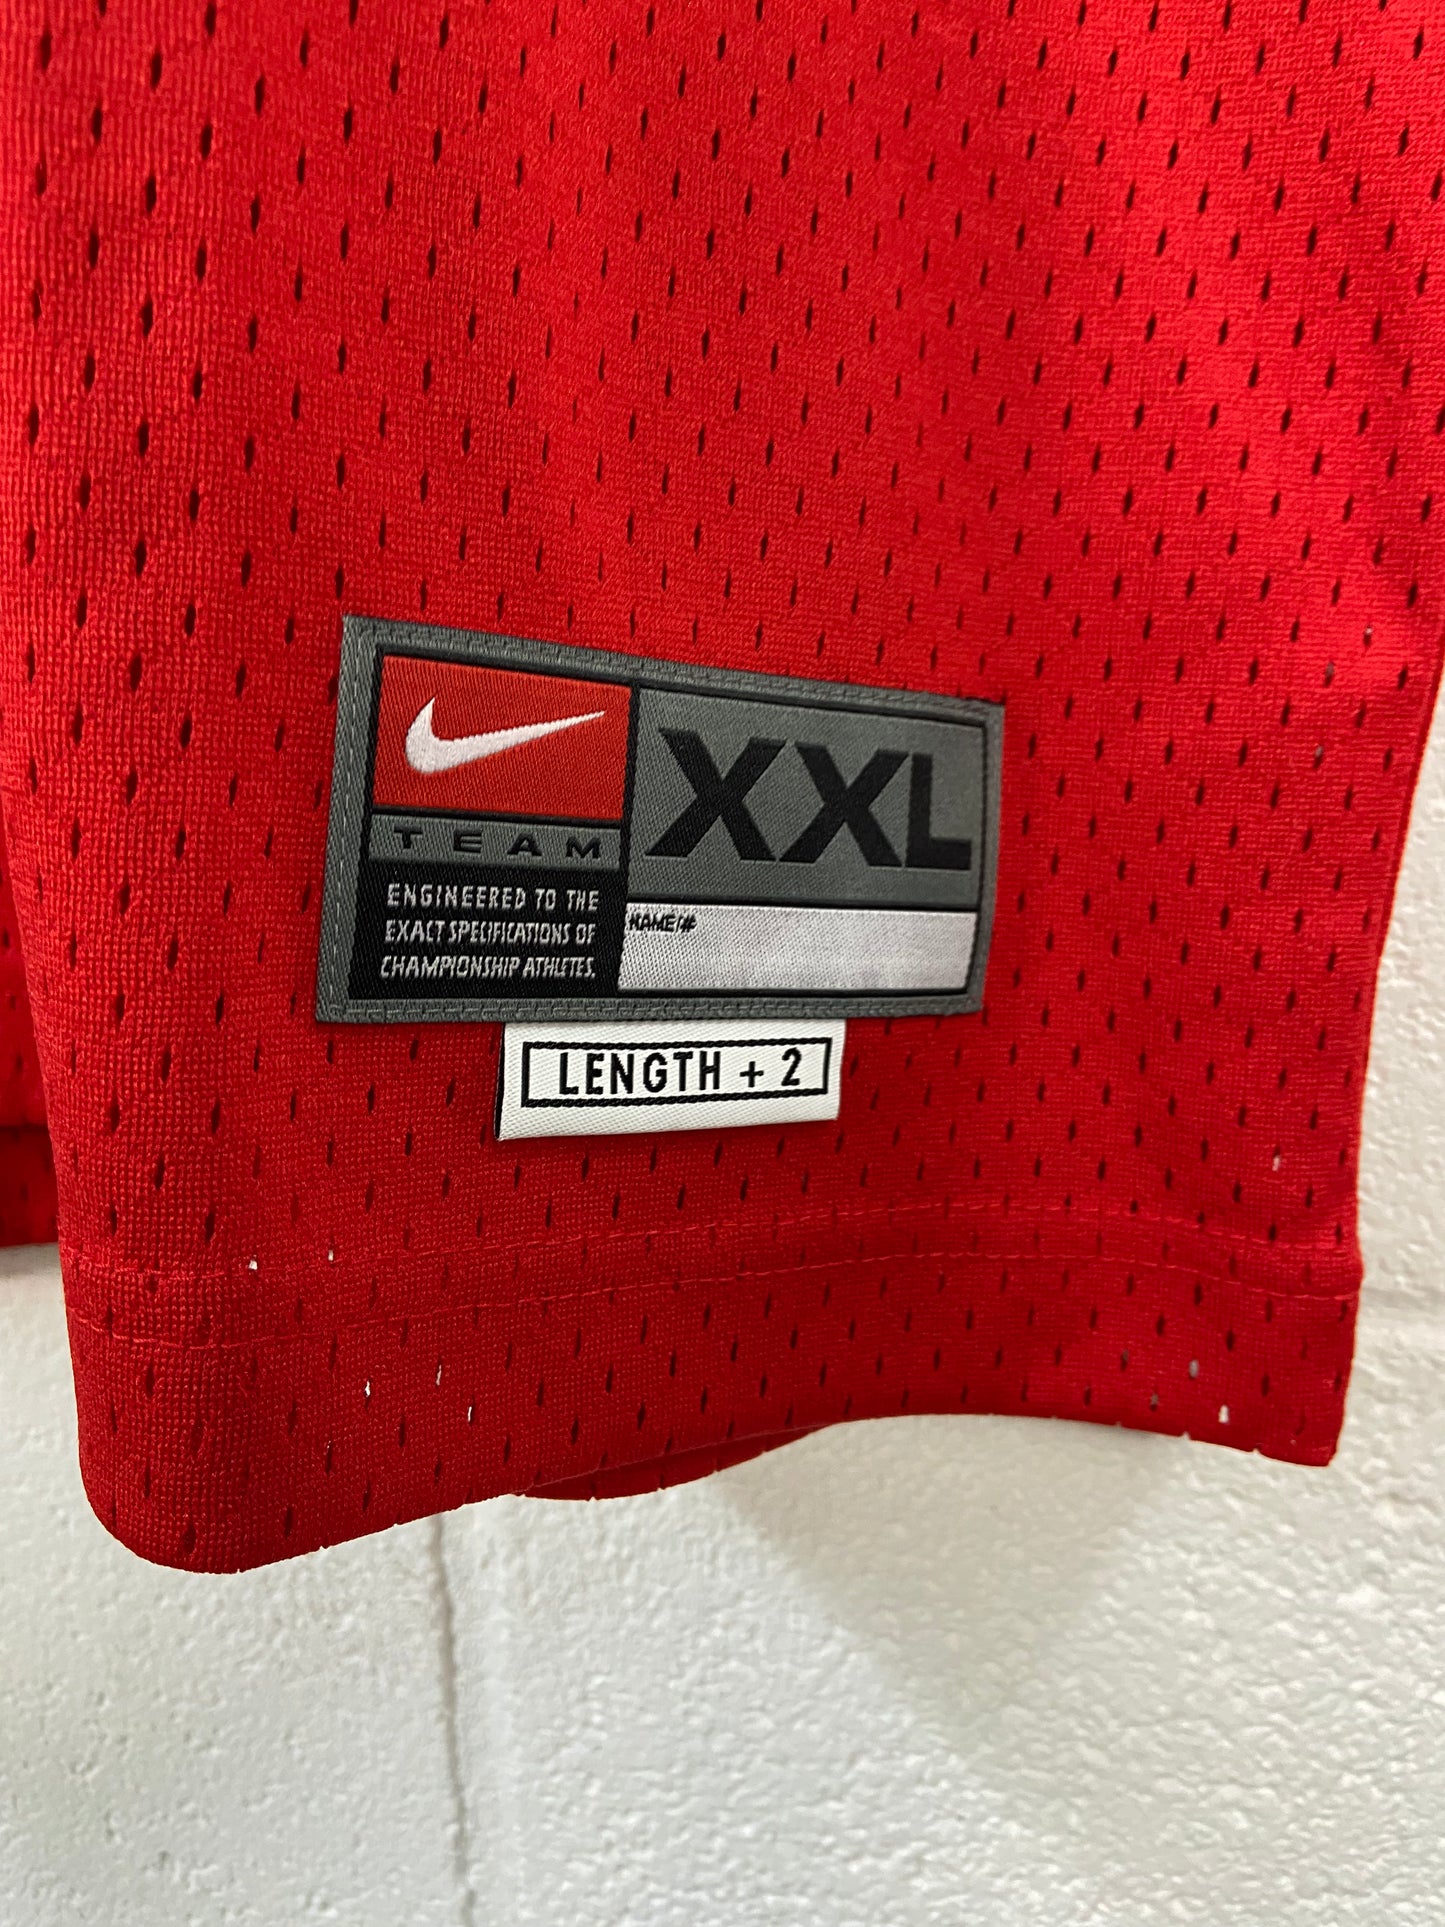 XXL
TEAM
ENGINEERED TO THE
EXACT SPECIFICATIONS OF
CHAMPIONSHIP ATHLETES.
NAME/#
LENGTH + 2